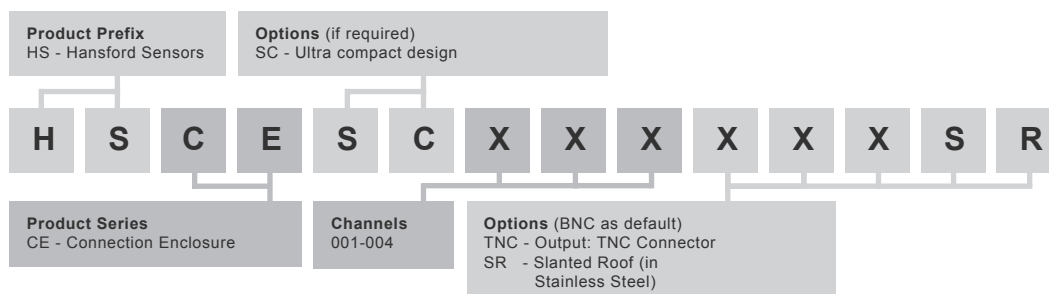 Product Prefix
HS - Hansford Sensors
Options (if required)
SC - Ultra compact design
H S C E S C X X X X X X S R
Product Series
CE - Connection Enclosure
Channels
001-004
Options (BNC as default)
TNC - Output: TNC Connector
SR - Slanted Roof (in
Stainless Steel)